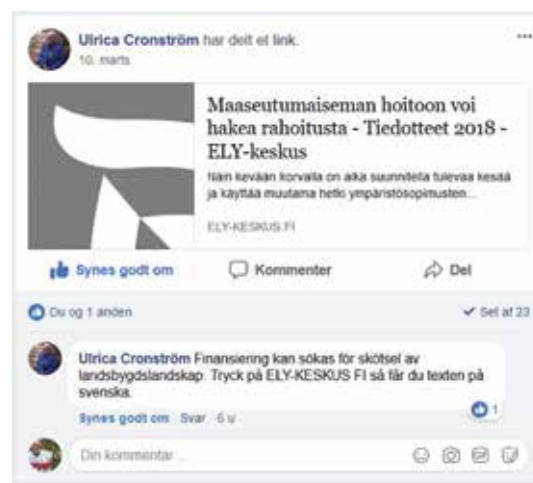 Ulrica Cronström har delt et link.
10. marts
Maaseutumaiseman hoitoon voi
hakea rahoitusta - Tiedotteet 2018 -
ELY-keskus
Näin kevään korvalla on aika suunnitella tulevaa kesää
ja käyttää muutama hetki ympäristösopimusten...
ELY-KESKUS.FI
Synes godt om
Kommenter
Del
Du og 1 anden
Set af 23
Ulrica Cronström Finansiering kan sökas för skötsel av
landsbygdslandskap. Tryck på ELY-KESKUS FI så får du texten på
svenska.
Synes godt om Svar 6 u
1
Din kommentar ...